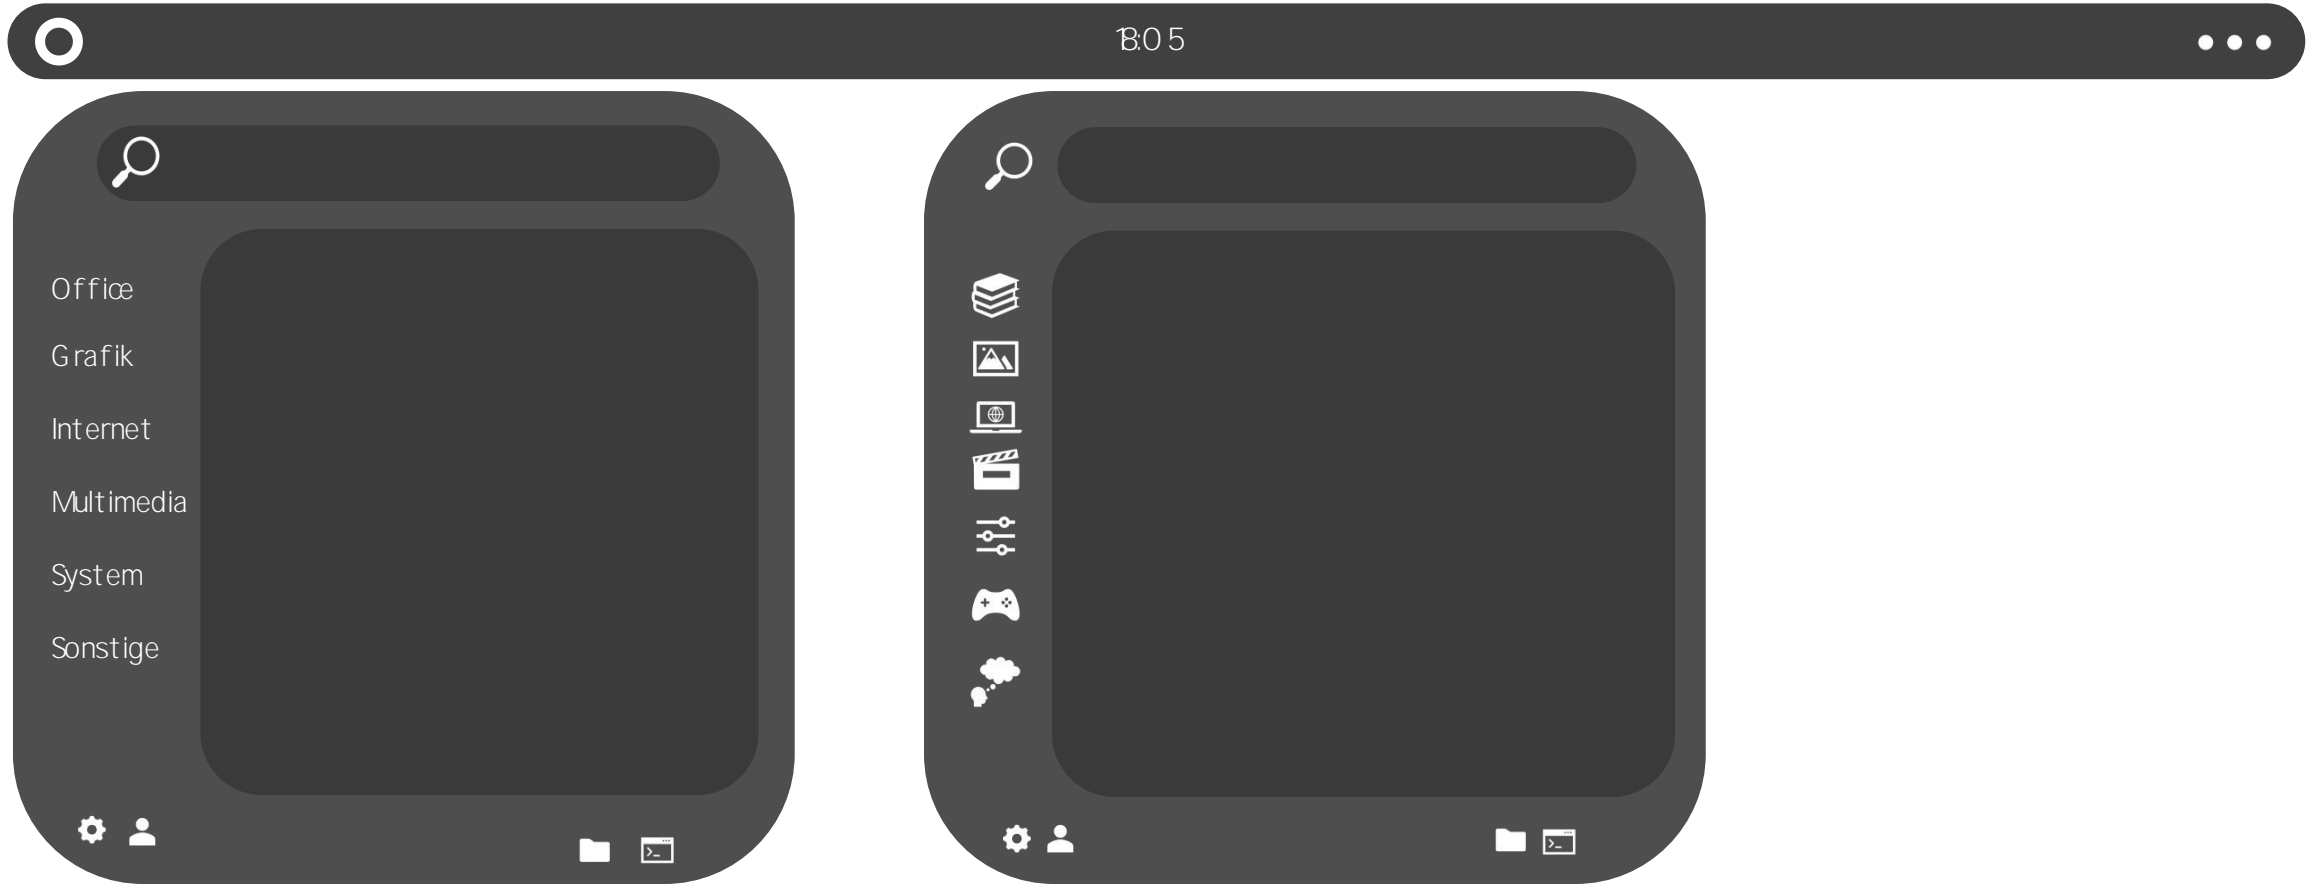 18:05
Office
Grafik
Internet
Multimedia
System
Sonstige